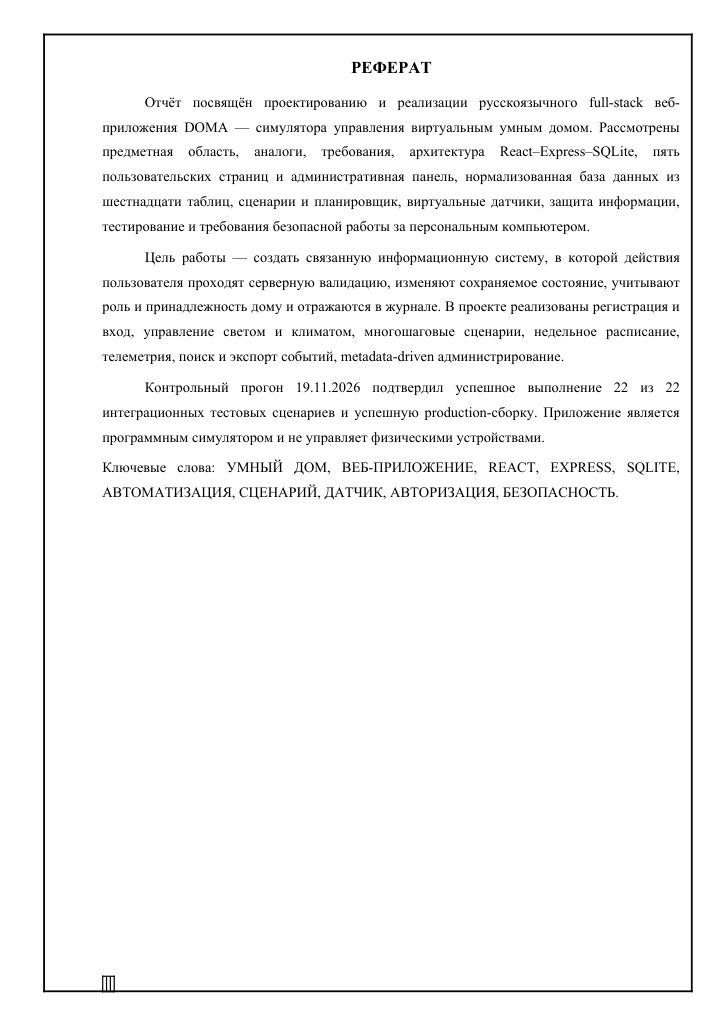 РЕФЕРАТ
Отчёт посвящён проектированию и реализации русскоязычного full-stack веб-
приложения DOMA — симулятора управления виртуальным умным домом. Рассмотрены
предметная область, аналоги, требования, архитектура React–Express–SQLite, пять
пользовательских страниц и административная панель, нормализованная база данных из
шестнадцати таблиц, сценарии и планировщик, виртуальные датчики, защита информации,
тестирование и требования безопасной работы за персональным компьютером.
Цель работы — создать связанную информационную систему, в которой действия
пользователя проходят серверную валидацию, изменяют сохраняемое состояние, учитывают
роль и принадлежность дому и отражаются в журнале. В проекте реализованы регистрация и
вход, управление светом и климатом, многошаговые сценарии, недельное расписание,
телеметрия, поиск и экспорт событий, metadata-driven администрирование.
Контрольный прогон 19.11.2026 подтвердил успешное выполнение 22 из 22
интеграционных тестовых сценариев и успешную production-сборку. Приложение является
программным симулятором и не управляет физическими устройствами.
Ключевые слова: УМНЫЙ ДОМ, ВЕБ-ПРИЛОЖЕНИЕ, REACT, EXPRESS, SQLITE,
АВТОМАТИЗАЦИЯ, СЦЕНАРИЙ, ДАТЧИК, АВТОРИЗАЦИЯ, БЕЗОПАСНОСТЬ.